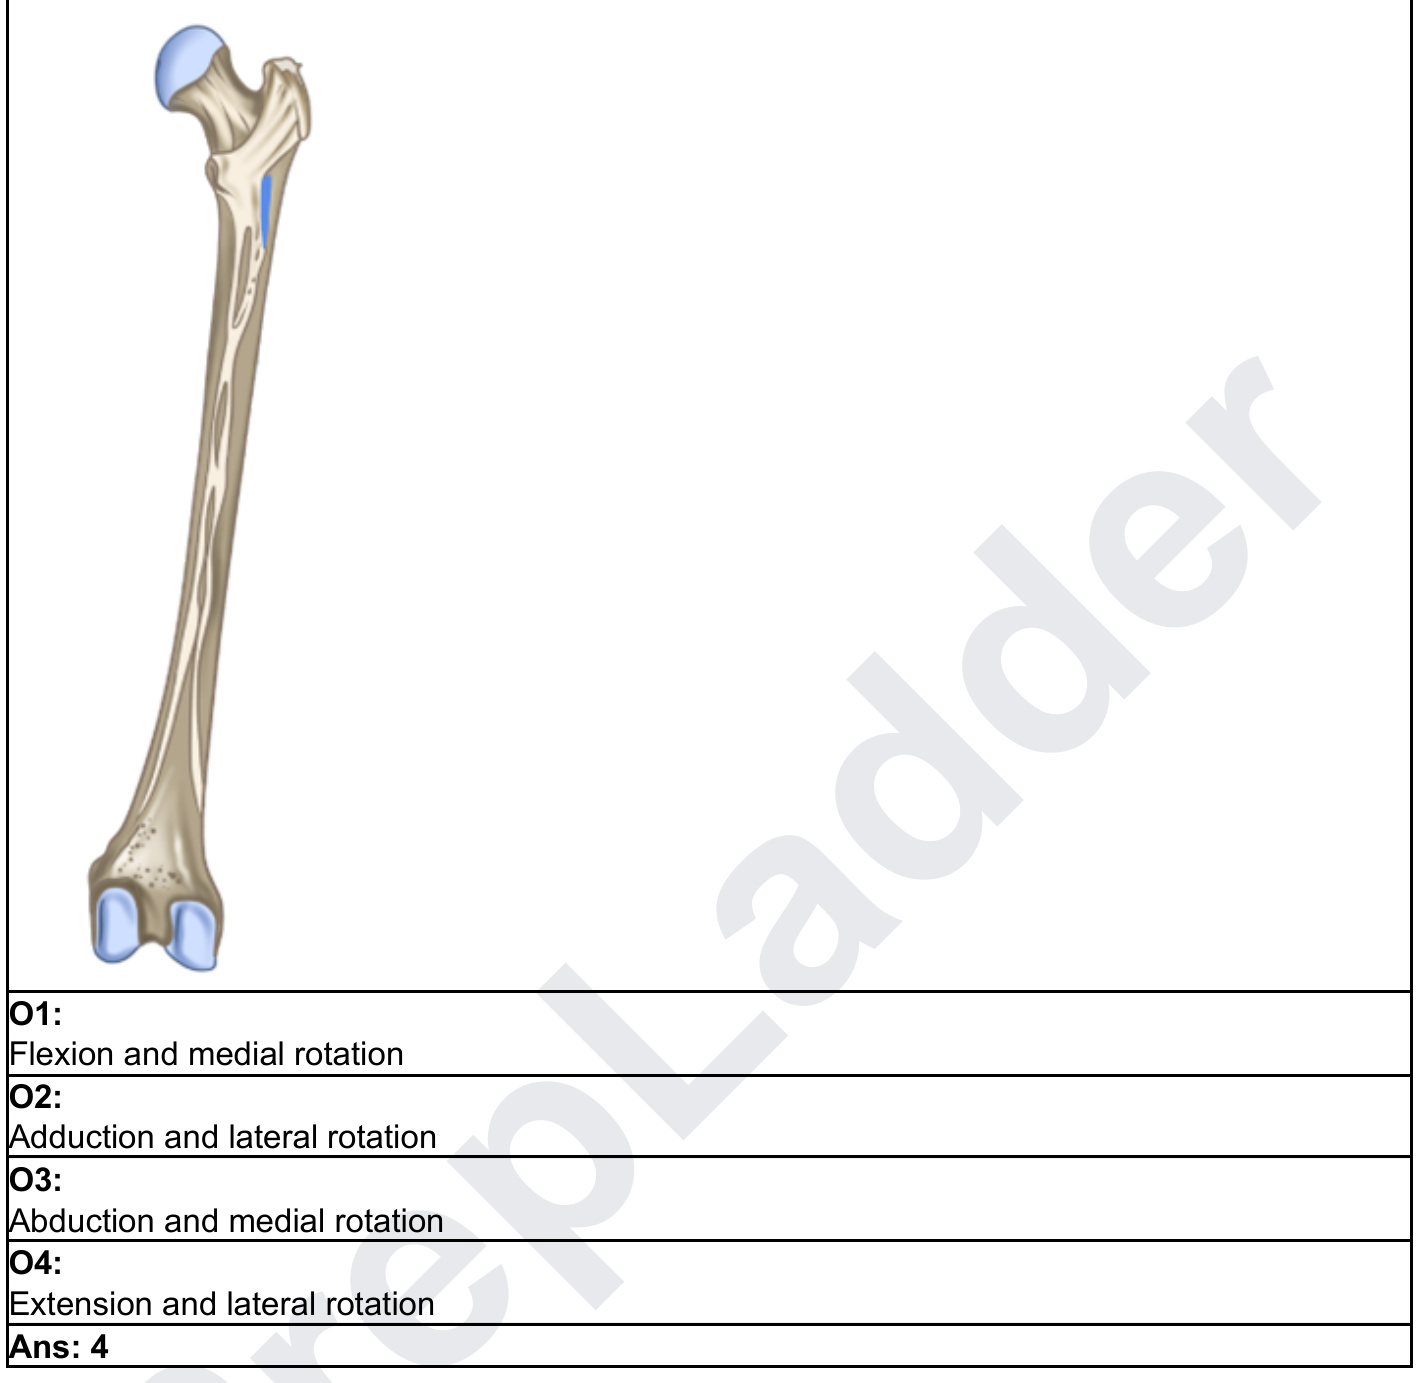 O1:
Flexion and medial rotation
O2:
Adduction and lateral rotation
O3:
Abduction and medial rotation
O4:
Extension and lateral rotation
Ans: 4
PrepLadder